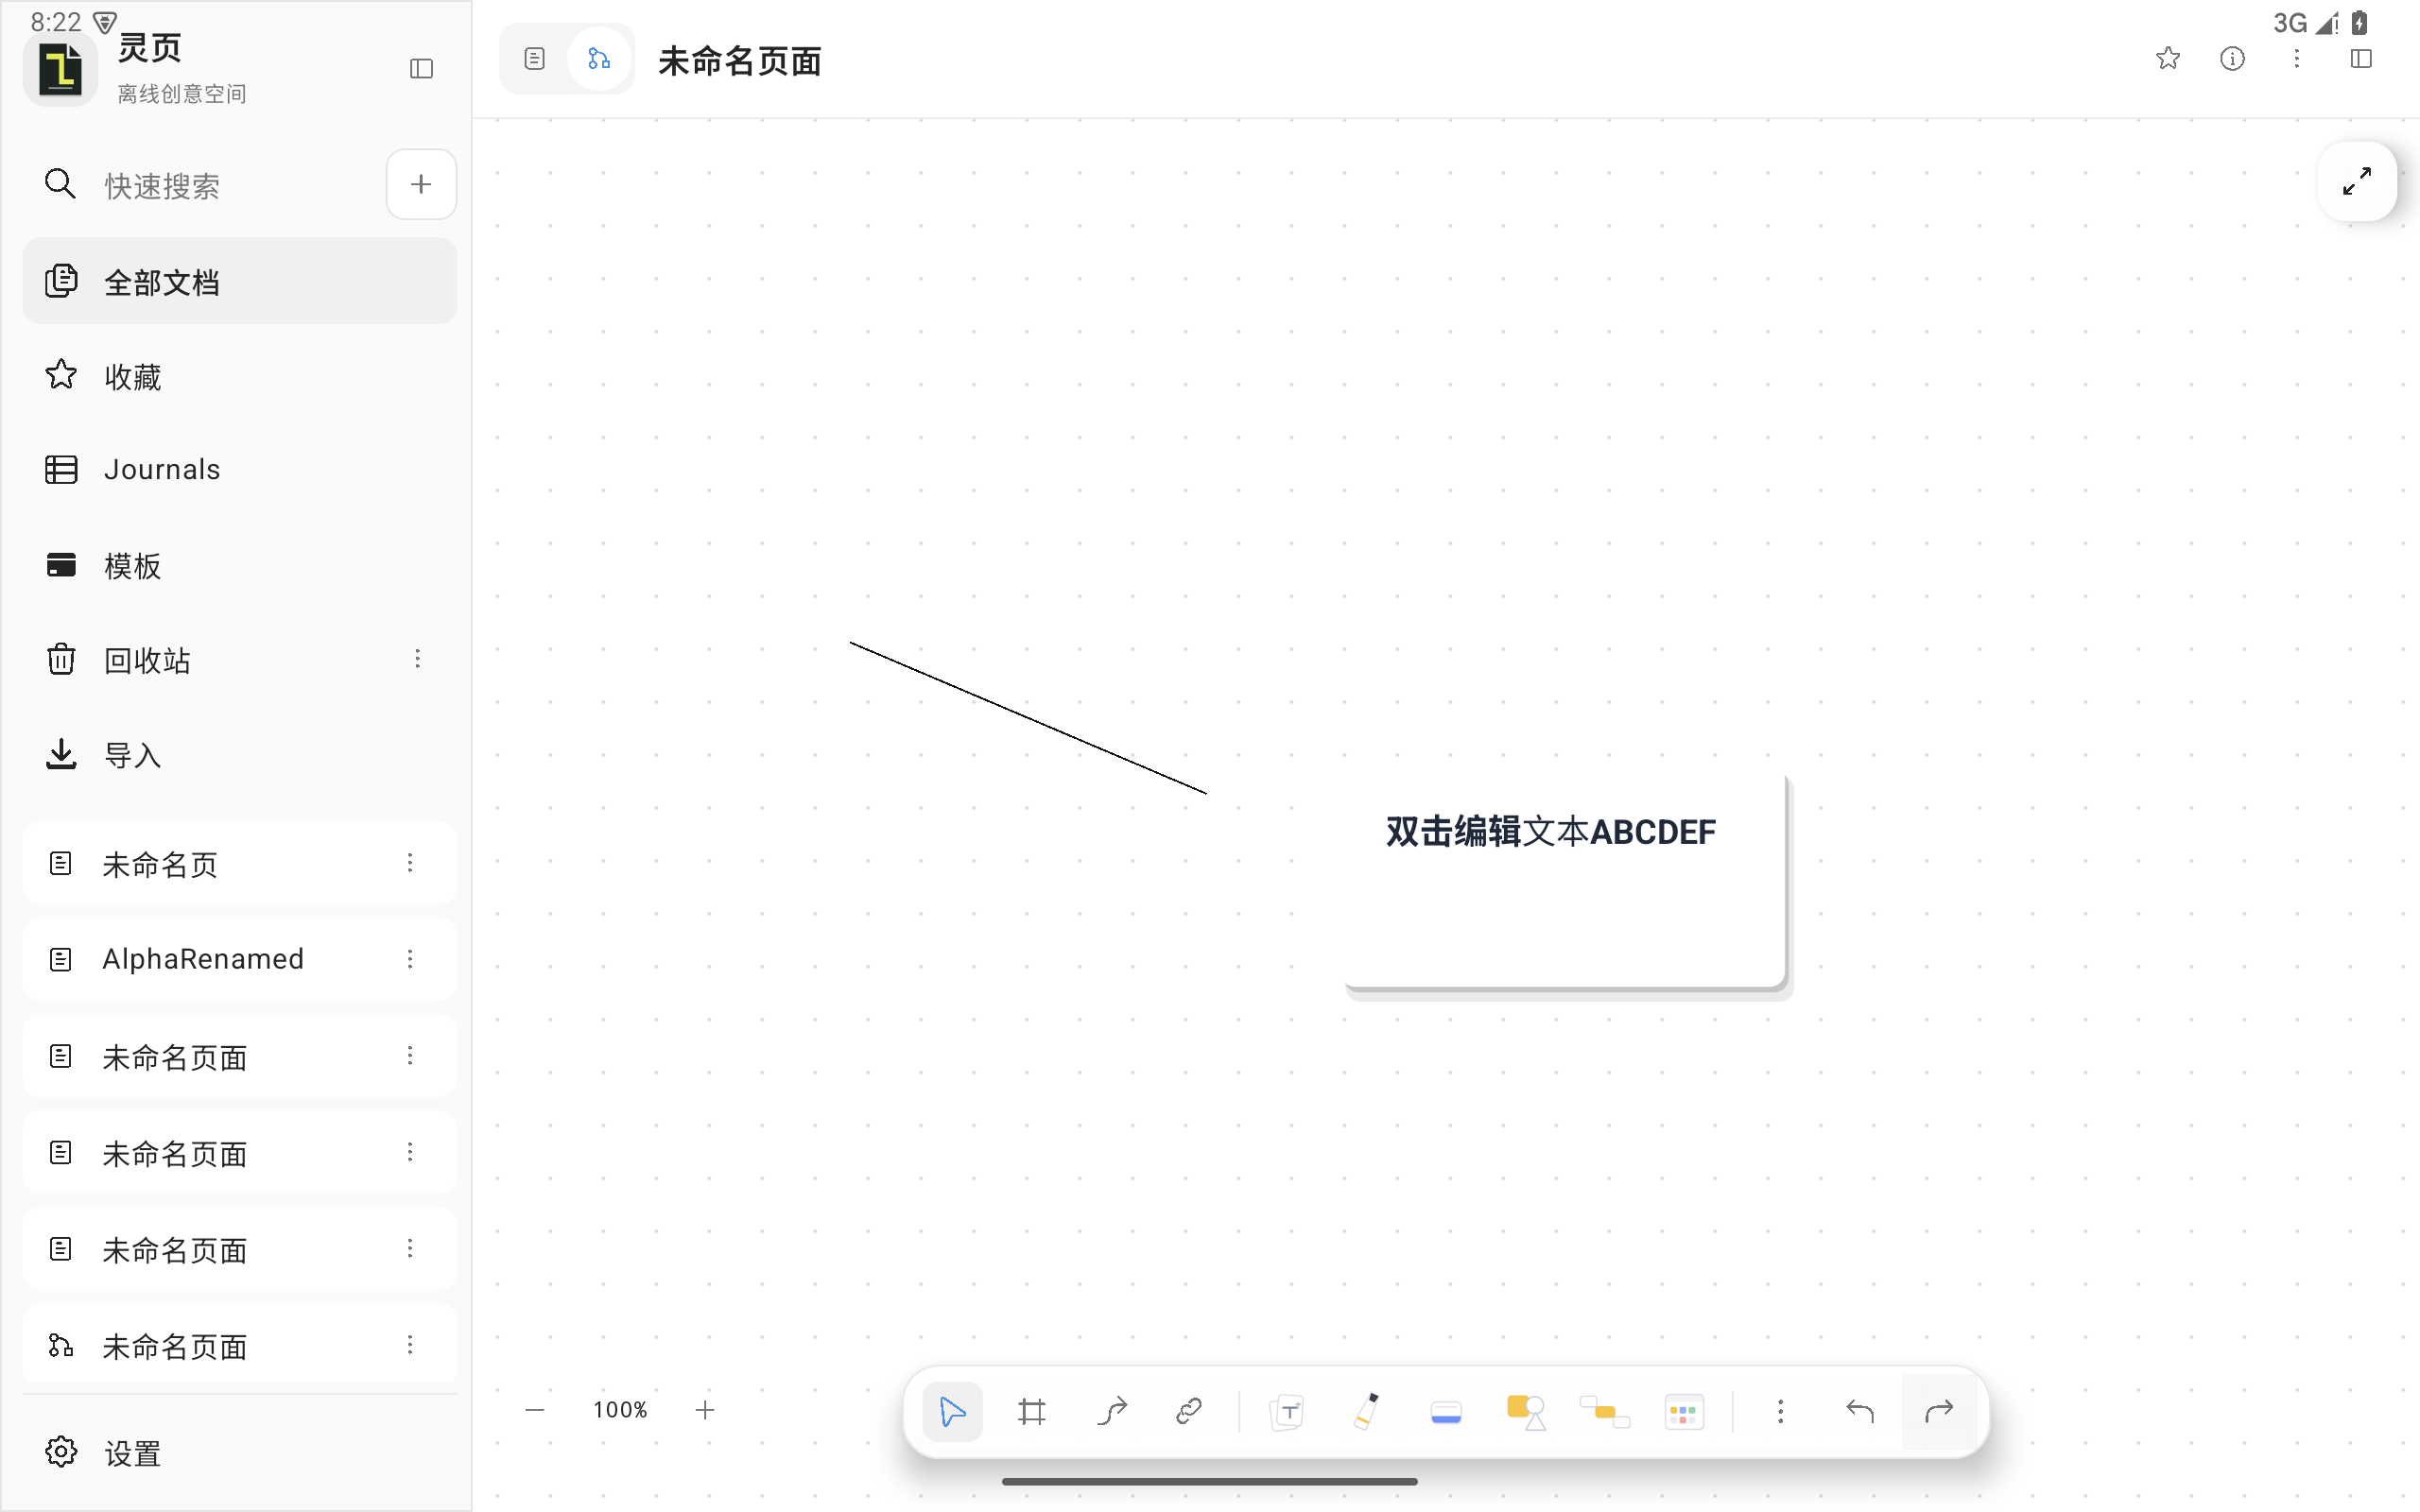 8:22
3G
灵页
离线创意空间
快速搜索
全部文档
收藏
Journals
模板
回收站
导入
未命名页
AlphaRenamed
未命名页面
未命名页面
未命名页面
未命名页面
设置
未命名页面
双击编辑文本ABCDEF
100%
T